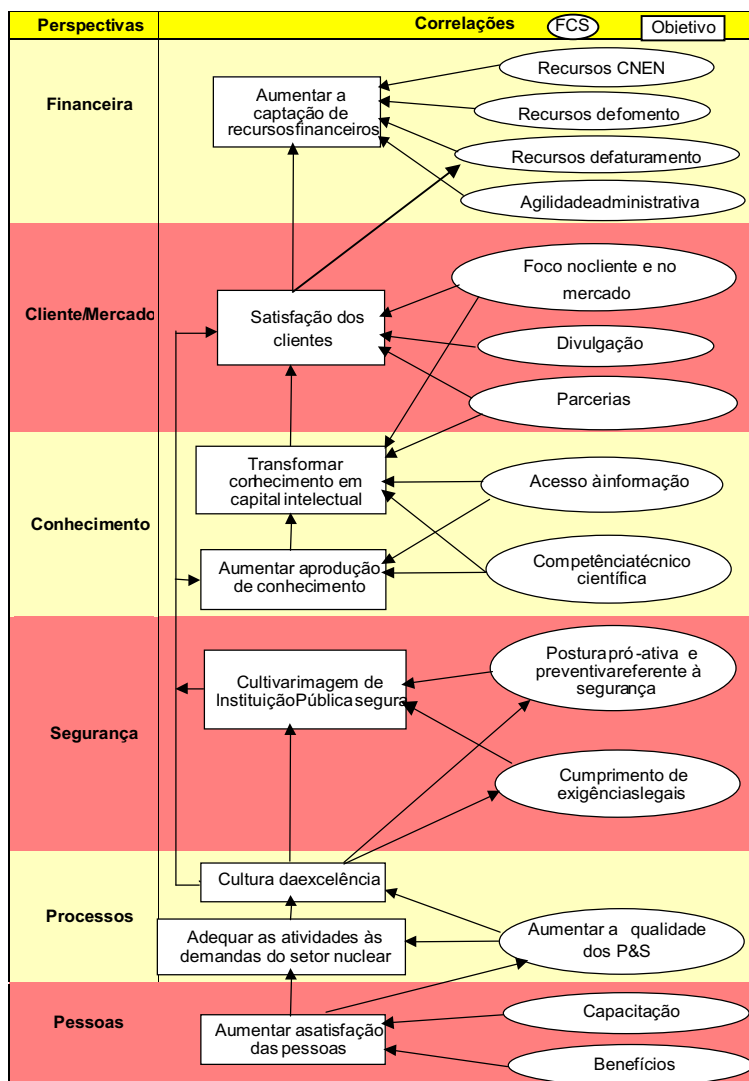 Perspectivas
Correlações
FCS
Objetivo
Financeira
Aumentar a
captação de
recursosfinanceiros
Recursos CNEN
Recursos defomento
Recursos defaturamento
Agilidadeadministrativa
Cliente/Mercado
Satisfação dos
clientes
Foco nocliente e no
mercado
Divulgação
Parcerias
Conhecimento
Transformar
conhecimento em
capital intelectual
Aumentar aprodução
de conhecimento
Acesso àinformação
Competênciatécnico
científica
Segurança
Cultivarimagem de
InstituiçãoPúblicasegura
Posturapró-ativa e
preventivareferente à
segurança
Cumprimento de
exigênciaslegais
Processos
Cultura daexcelência
Adequar as atividades às
demandas do setor nuclear
Aumentar a qualidade
dos P&S
Pessoas
Aumentar asatisfação
das pessoas
Capacitação
Benefícios